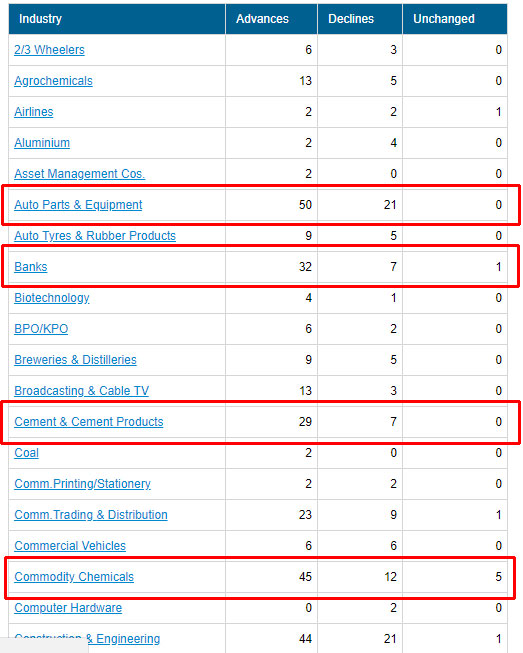 Industry Advances Declines Unchanged
2/3 Wheelers 6 3 0
Agrochemicals 13 5 0
Airlines 2 2 1
Aluminium 2 4 0
Asset Management Cos. 2 0 0
Auto Parts & Equipment 50 21 0
Auto Tyres & Rubber Products 9 5 0
Banks 32 7 1
Biotechnology 4 1 0
BPO/KPO 6 2 0
Breweries & Distilleries 9 5 0
Broadcasting & Cable TV 13 3 0
Cement & Cement Products 29 7 0
Coal 2 0 0
Comm.Printing/Stationery 2 2 0
Comm.Trading & Distribution 23 9 1
Commercial Vehicles 6 6 0
Commodity Chemicals 45 12 5
Computer Hardware 0 2 0
Construction & Engineering 44 21 1